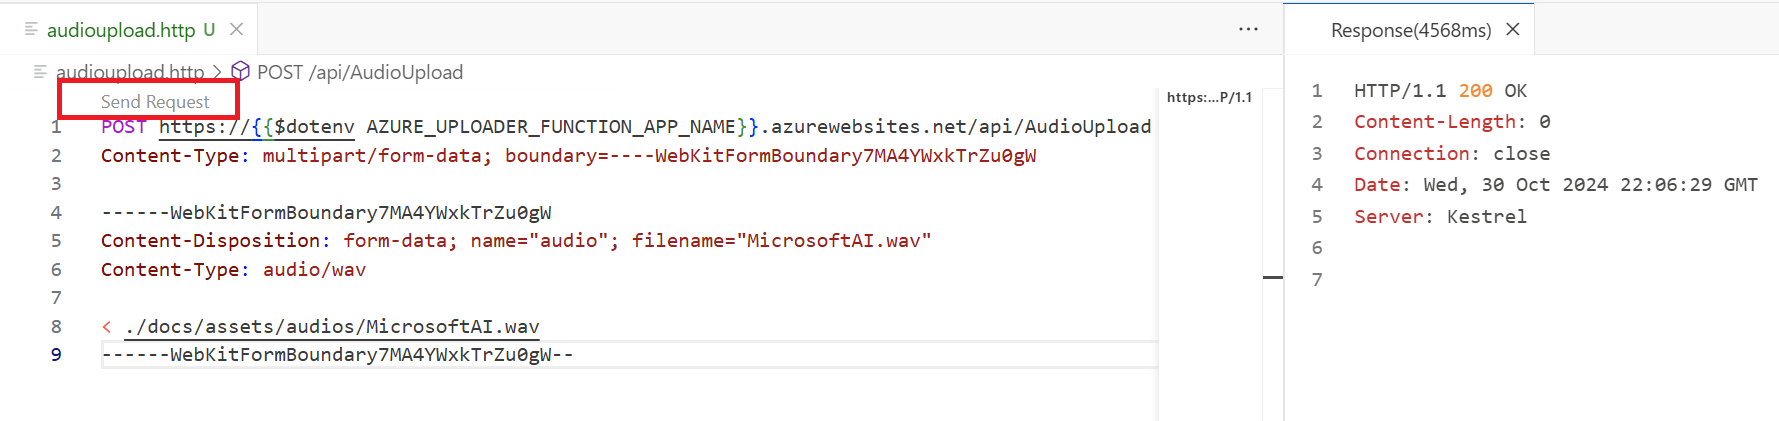 audioupload.http U
audioupload.http > POST /api/AudioUpload
Send Request
1 POST https://{{$dotenv AZURE_UPLOADER_FUNCTION_APP_NAME}}.azurewebsites.net/api/AudioUpload
2 Content-Type: multipart/form-data; boundary=----WebKitFormBoundary7MA4YWxkTrZu0gW
3
4 ------WebKitFormBoundary7MA4YWxkTrZu0gW
5 Content-Disposition: form-data; name="audio"; filename="MicrosoftAI.wav"
6 Content-Type: audio/wav
7
8 < ./docs/assets/audios/MicrosoftAI.wav
9 ------WebKitFormBoundary7MA4YWxkTrZu0gW--
https:...P/1.1
Response(4568ms)
1 HTTP/1.1 200 OK
2 Content-Length: 0
3 Connection: close
4 Date: Wed, 30 Oct 2024 22:06:29 GMT
5 Server: Kestrel
6
7